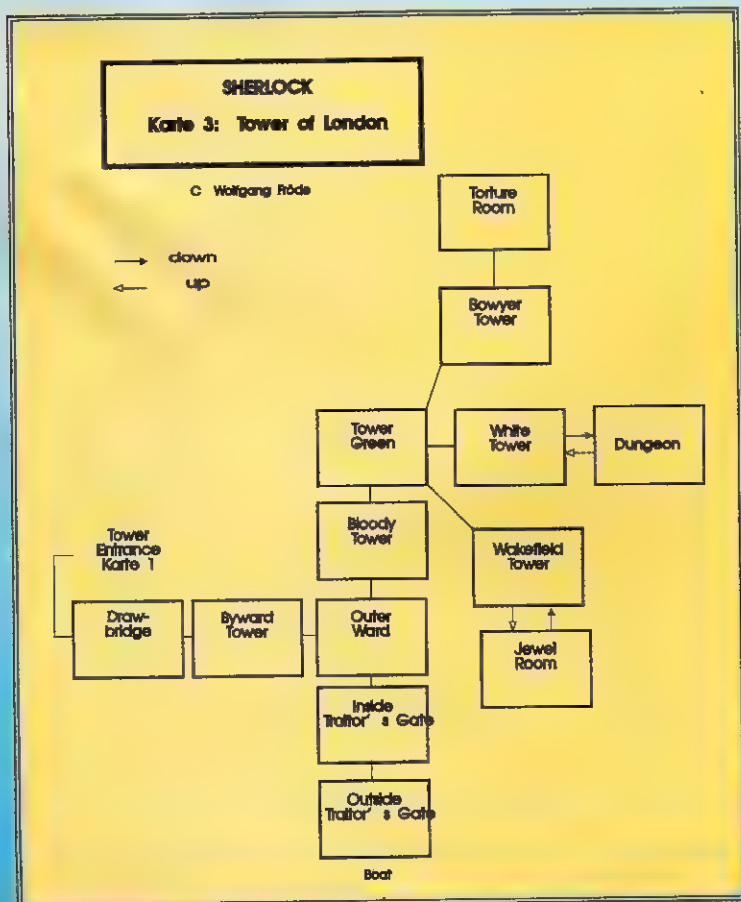 SHERLOCK
Karte 3: Tower of London
C Wolfgang Fröde
down
up
Torture
Room
Bowyer
Tower
Tower
Green
White
Tower
Dungeon
Bloody
Tower
Wakefield
Tower
Tower
Entrance
Karte 1
Draw-
bridge
Byward
Tower
Outer
Ward
Jewel
Room
Inside
Traitor' s Gate
Outside
Traitor' s Gate
Boat